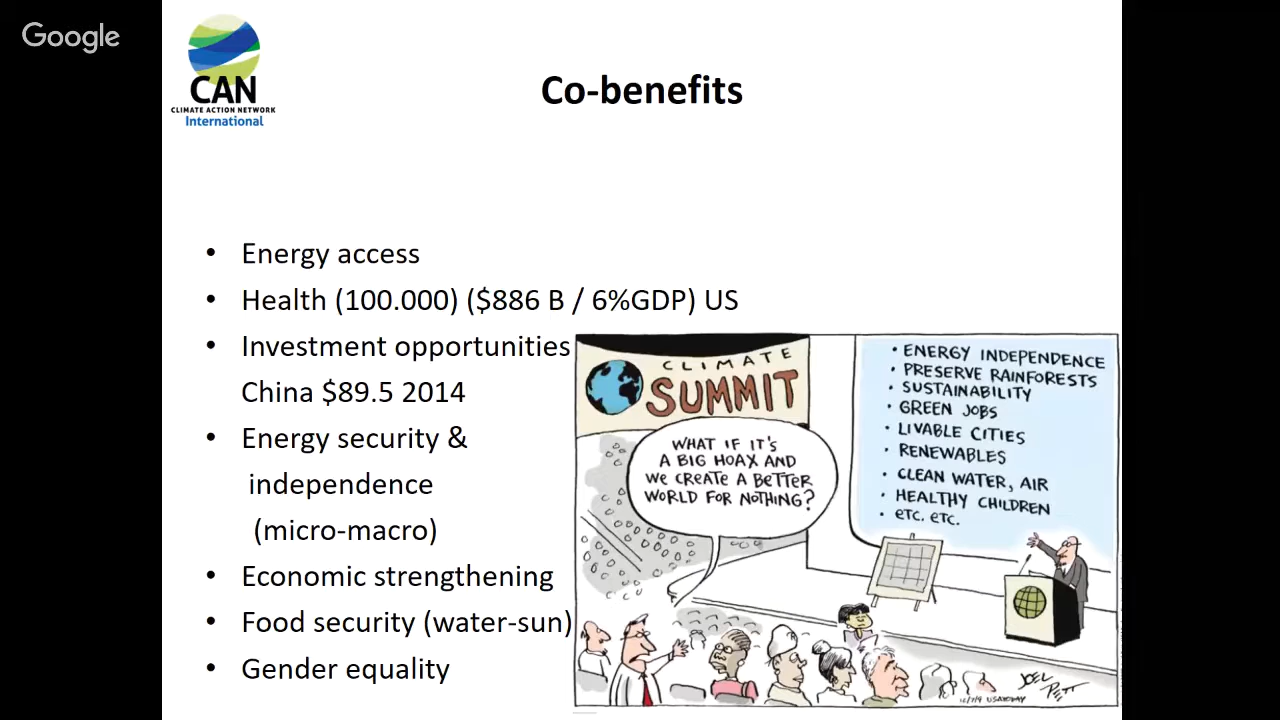 Google
CAN
CLIMATE ACTION NETWORK
International
Co-benefits
• Energy access
• Health (100.000) ($886 B / 6%GDP) US
• Investment opportunities
China $89.5 2014
• Energy security &
independence
(micro-macro)
• Economic strengthening
• Food security (water-sun)
• Gender equality
CLIMATE
SUMMIT
WHAT IF IT'S
A BIG HOAX AND
WE CREATE A BETTER
WORLD FOR NOTHING?
• ENERGY INDEPENDENCE
• PRESERVE RAINFORESTS
• SUSTAINABILITY
• GREEN JOBS
• LIVABLE CITIES
• RENEWABLES
• CLEAN WATER, AIR
• HEALTHY CHILDREN
• ETC. ETC.
JOEL
PETT
USA TODAY